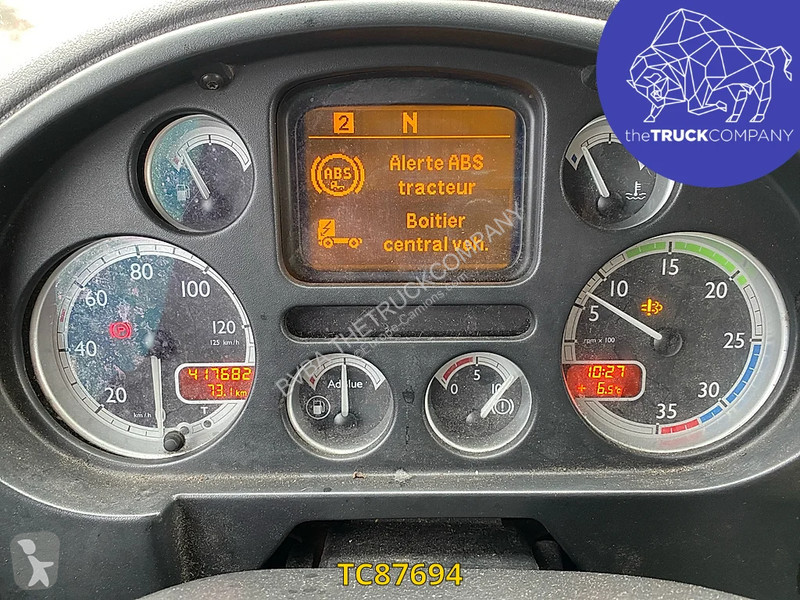 theTRUCKCOMPANY
2 N
ABS
Alerte ABS
tracteur
Boitier
central veh.
20
40
60
80
100
120
125 km/h
km/h
417682
73.1 km
T
AdBlue
0
5
10
5
10
15
20
25
30
35
rpm x 100
10:27
+ 6.5°C
BVBA THETRUCKCOMPANY
TC87694